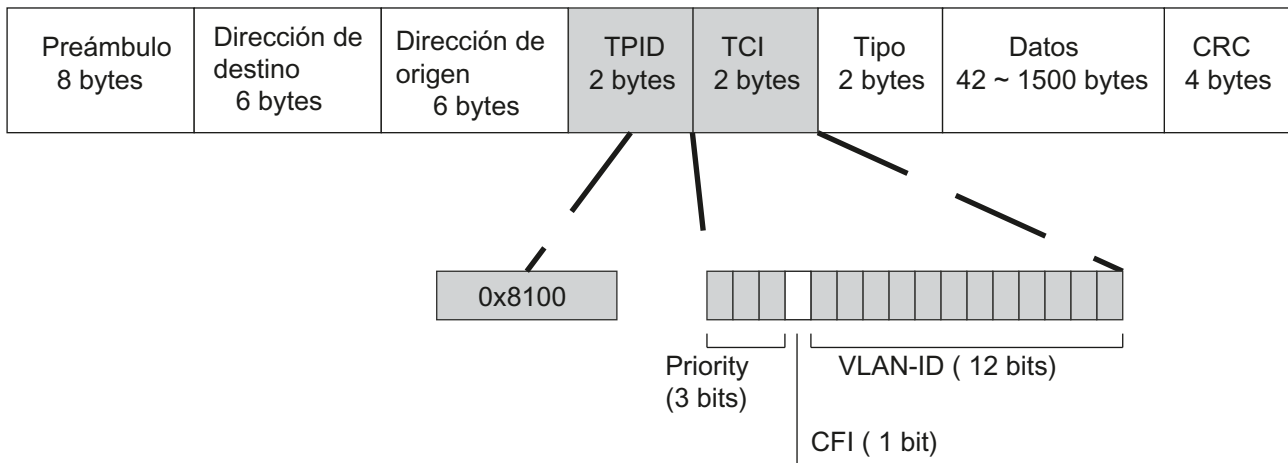 Preámbulo
8 bytes
Dirección de
destino
6 bytes
Dirección de
origen
6 bytes
TPID
2 bytes
TCI
2 bytes
Tipo
2 bytes
Datos
42 ~ 1500 bytes
CRC
4 bytes
0x8100
Priority
(3 bits)
VLAN-ID ( 12 bits)
CFI ( 1 bit)